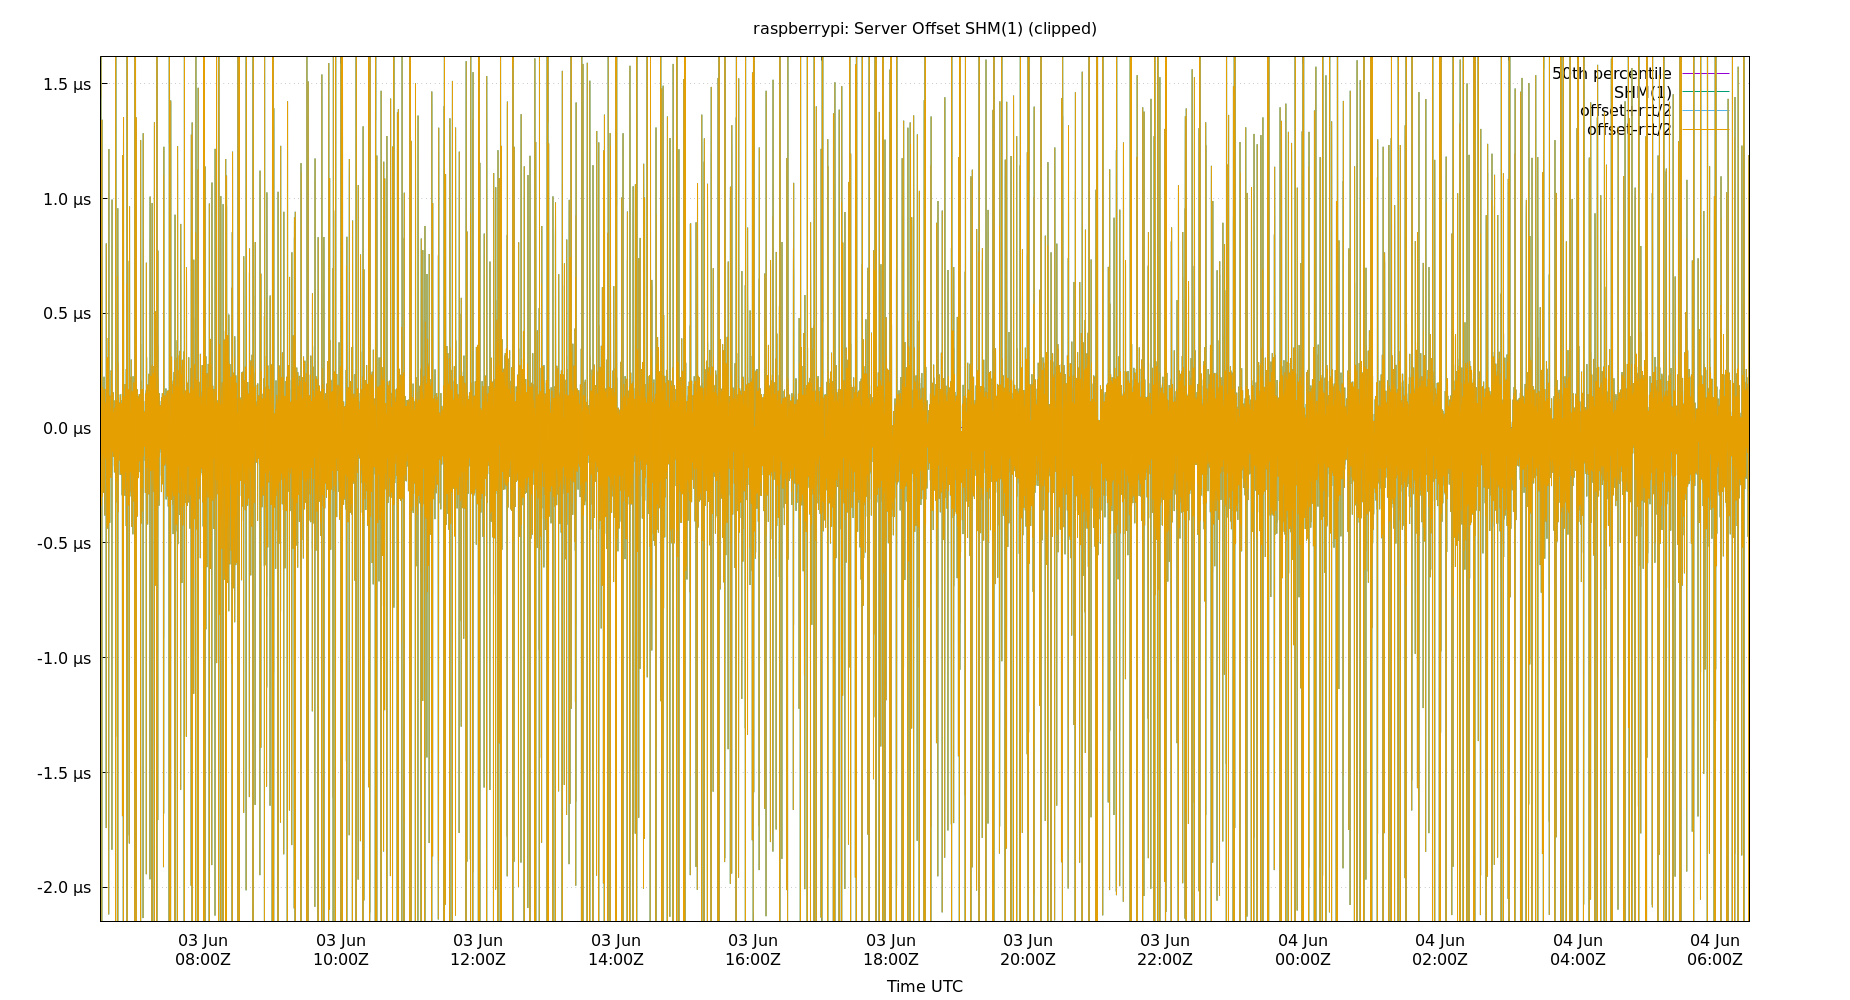 raspberrypi: Server Offset SHM(1) (clipped)
1.5 µs
1.0 µs
0.5 µs
0.0 µs
-0.5 µs
-1.0 µs
-1.5 µs
-2.0 µs
50th percentile
SHM(1)
offset+rtt/2
offset-rtt/2
03 Jun 03 Jun 03 Jun 03 Jun 03 Jun 03 Jun 03 Jun 03 Jun 04 Jun 04 Jun 04 Jun 04 Jun
08:00Z 10:00Z 12:00Z 14:00Z 16:00Z 18:00Z 20:00Z 22:00Z 00:00Z 02:00Z 04:00Z 06:00Z
Time UTC